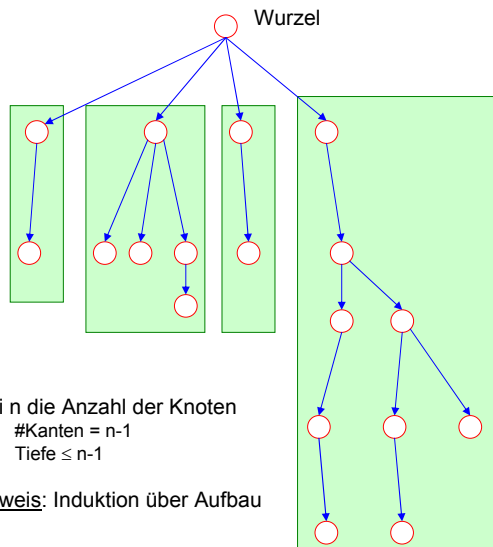 Wurzel
i n die Anzahl der Knoten
#Kanten = n-1
Tiefe ≤ n-1
weis: Induktion über Aufbau